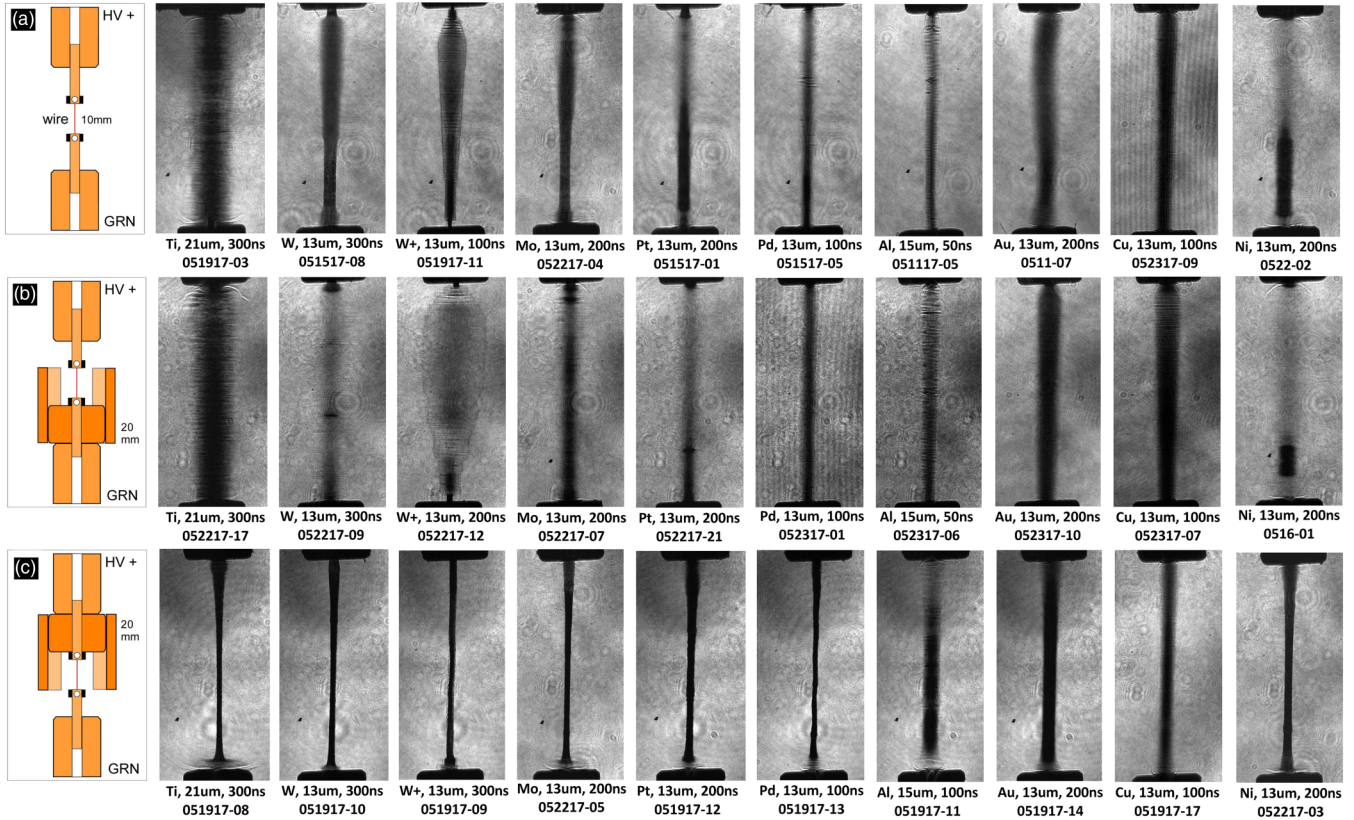 (a)
HV +
wire
10mm
GRN
Ti, 21um, 300ns
051917-03
W, 13um, 300ns
051517-08
W+, 13um, 100ns
051917-11
Mo, 13um, 200ns
052217-04
Pt, 13um, 200ns
051517-01
Pd, 13um, 100ns
051517-05
Al, 15um, 50ns
051117-05
Au, 13um, 200ns
0511-07
Cu, 13um, 100ns
052317-09
Ni, 13um, 200ns
0522-02
(b)
HV +
20
mm
GRN
Ti, 21um, 300ns
052217-17
W, 13um, 300ns
052217-09
W+, 13um, 200ns
052217-12
Mo, 13um, 200ns
052217-07
Pt, 13um, 200ns
052217-21
Pd, 13um, 100ns
052317-01
Al, 15um, 50ns
052317-06
Au, 13um, 200ns
052317-10
Cu, 13um, 100ns
052317-07
Ni, 13um, 200ns
0516-01
(c)
HV +
20
mm
GRN
Ti, 21um, 300ns
051917-08
W, 13um, 300ns
051917-10
W+, 13um, 300ns
051917-09
Mo, 13um, 200ns
052217-05
Pt, 13um, 200ns
051917-12
Pd, 13um, 100ns
051917-13
Al, 15um, 100ns
051917-11
Au, 13um, 200ns
051917-14
Cu, 13um, 100ns
051917-17
Ni, 13um, 200ns
052217-03